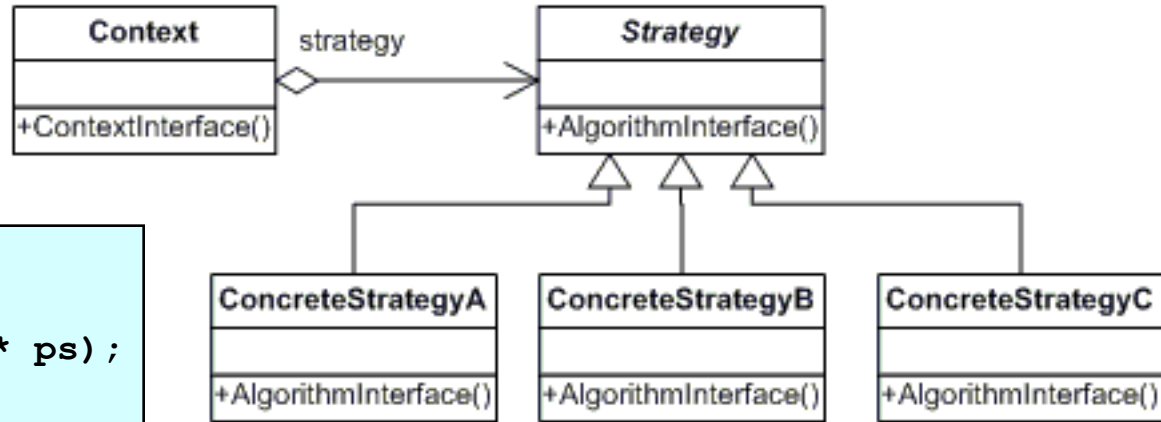 Context
strategy
Strategy
+ContextInterface()
+AlgorithmInterface()
* ps);
ConcreteStrategyA
ConcreteStrategyB
ConcreteStrategyC
+AlgorithmInterface()
+AlgorithmInterface()
+AlgorithmInterface()